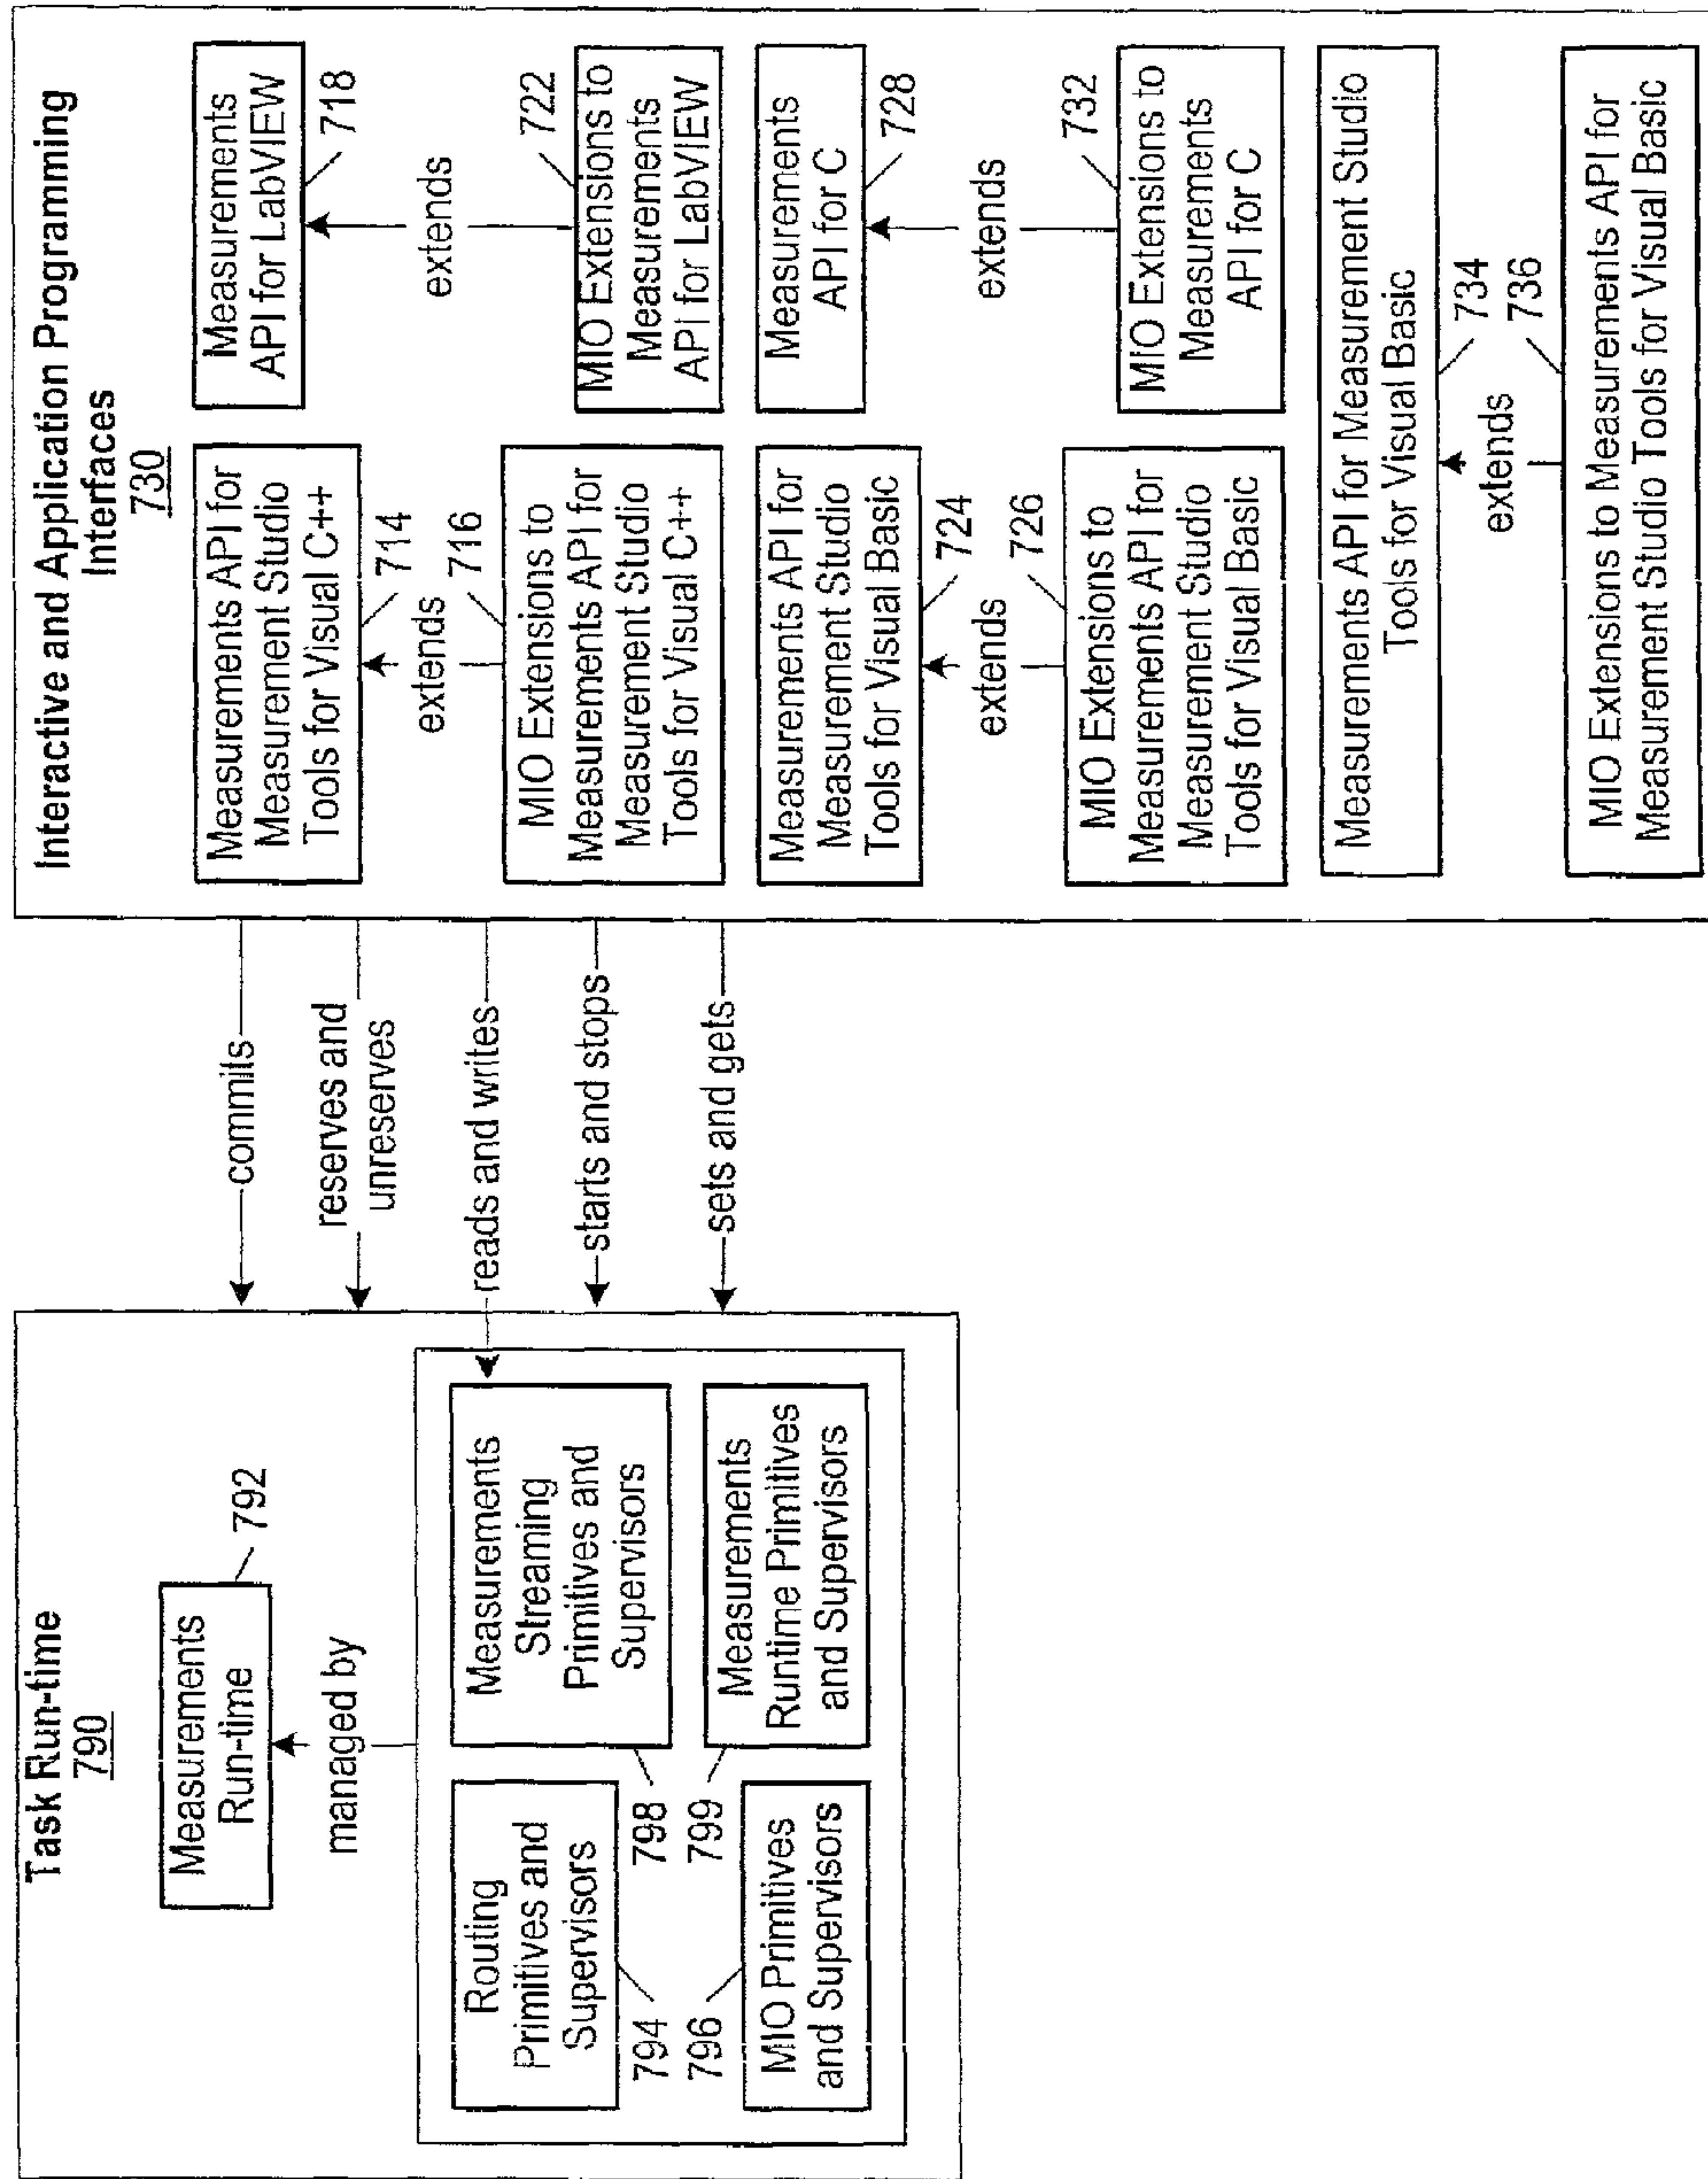 Task Run-time
790
Measurements
Run-time
792
managed by
Routing
Primitives and
Supervisors
794
Measurements
Streaming
Primitives and
Supervisors
798
796
MIO Primitives
and Supervisors
799
Measurements
Runtime Primitives
and Supervisors
commits
reserves and
unreserves
reads and writes
starts and stops
sets and gets
Interactive and Application Programming
Interfaces
730
Measurements API for
Measurement Studio
Tools for Visual C++
714
extends
716
MIO Extensions to
Measurements API for
Measurement Studio
Tools for Visual C++
Measurements
API for LabVIEW
718
extends
722
MIO Extensions to
Measurements
API for LabVIEW
Measurements API for
Measurement Studio
Tools for Visual Basic
724
extends
726
MIO Extensions to
Measurements API for
Measurement Studio
Tools for Visual Basic
Measurements
API for C
728
extends
732
MIO Extensions to
Measurements
API for C
Measurements API for Measurement Studio
Tools for Visual Basic
734
extends
736
MIO Extensions to Measurements API for
Measurement Studio Tools for Visual Basic